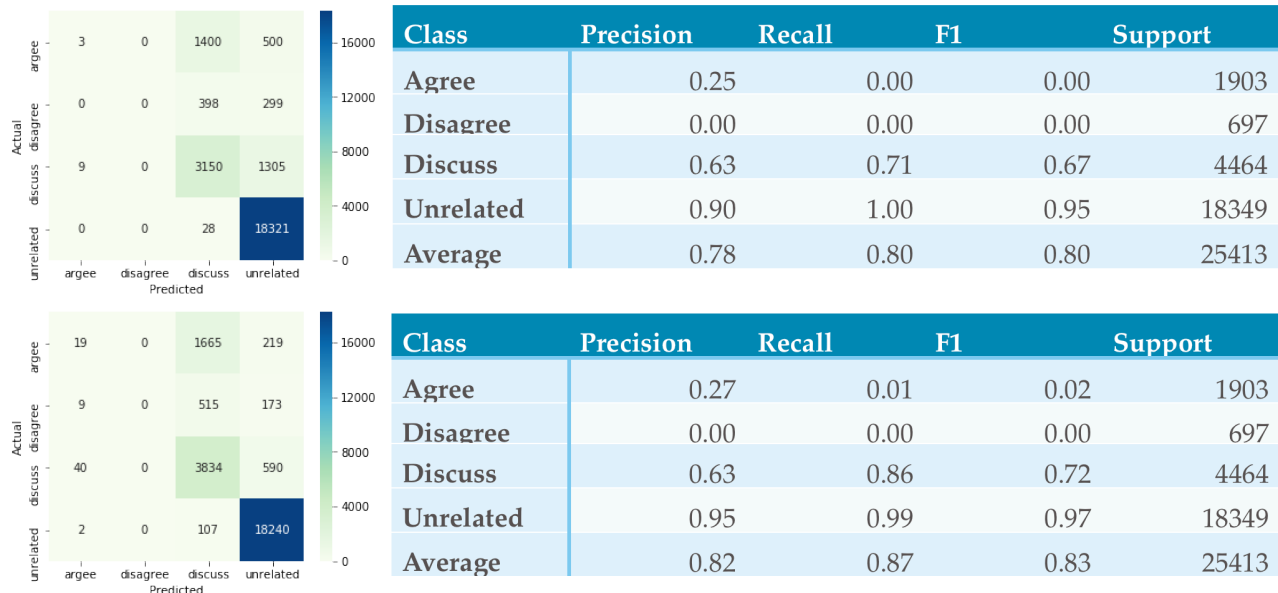 argee 3 0 1400 500
disagree 0 0 398 299
discuss 9 0 3150 1305
unrelated 0 0 28 18321
Actual
argee disagree discuss unrelated
Predicted
16000
12000
8000
4000
0
Class Precision Recall F1 Support
Agree 0.25 0.00 0.00 1903
Disagree 0.00 0.00 0.00 697
Discuss 0.63 0.71 0.67 4464
Unrelated 0.90 1.00 0.95 18349
Average 0.78 0.80 0.80 25413
argee 19 0 1665 219
disagree 9 0 515 173
discuss 40 0 3834 590
unrelated 2 0 107 18240
Actual
argee disagree discuss unrelated
Predicted
16000
12000
8000
4000
0
Class Precision Recall F1 Support
Agree 0.27 0.01 0.02 1903
Disagree 0.00 0.00 0.00 697
Discuss 0.63 0.86 0.72 4464
Unrelated 0.95 0.99 0.97 18349
Average 0.82 0.87 0.83 25413